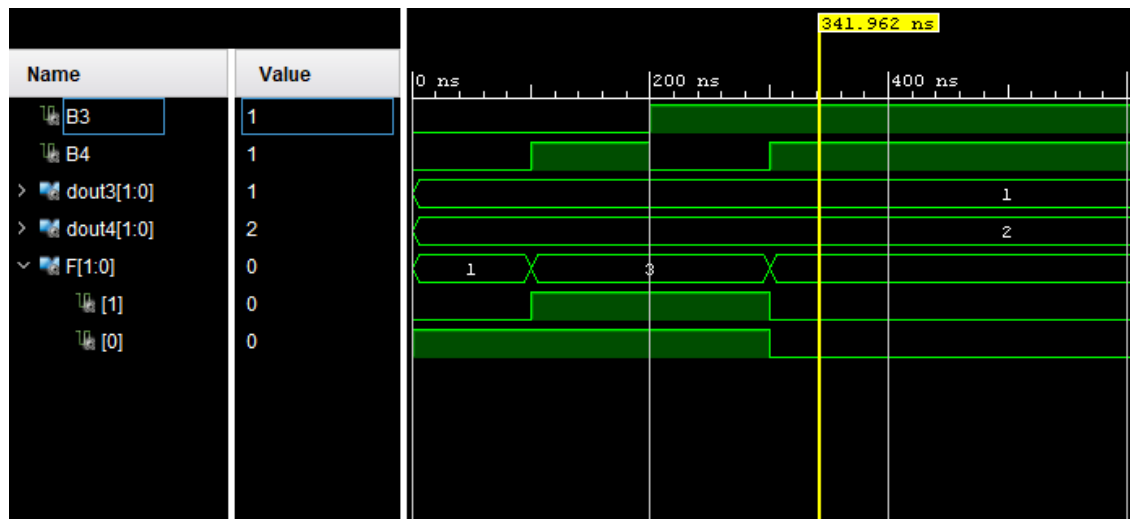 341.962 ns
Name Value 0 ns 200 ns 400 ns
B3 1
B4 1
dout3[1:0] 1 1
dout4[1:0] 2 2
F[1:0] 0 1 3
[1] 0
[0] 0